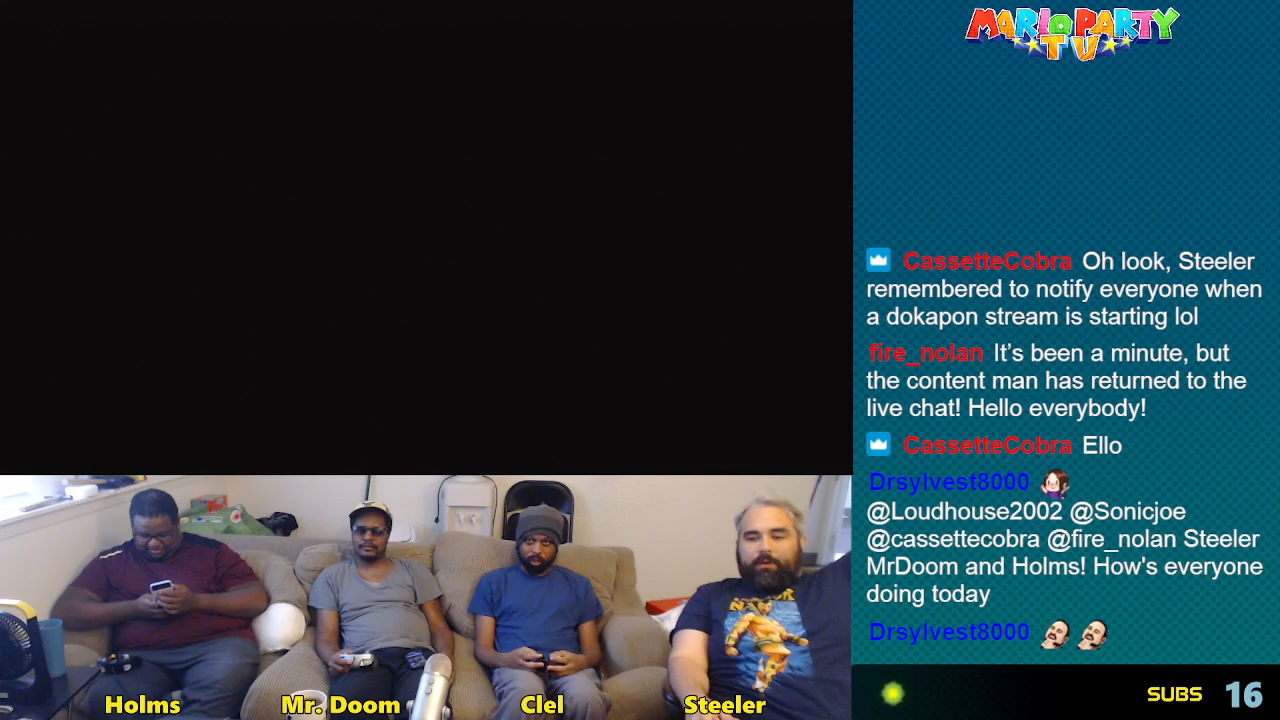 MARIO PARTY
TV
CassetteCobra Oh look, Steeler
remembered to notify everyone when
a dokapon stream is starting lol
fire_nolan It's been a minute, but
the content man has returned to the
live chat! Hello everybody!
CassetteCobra Ello
Drsylvest8000
@Loudhouse2002 @Sonicjoe
@cassettecobra @fire_nolan Steeler
MrDoom and Holms! How's everyone
doing today
Drsylvest8000
Holms
Mr. Doom
Clel
Steeler
SUBS 16